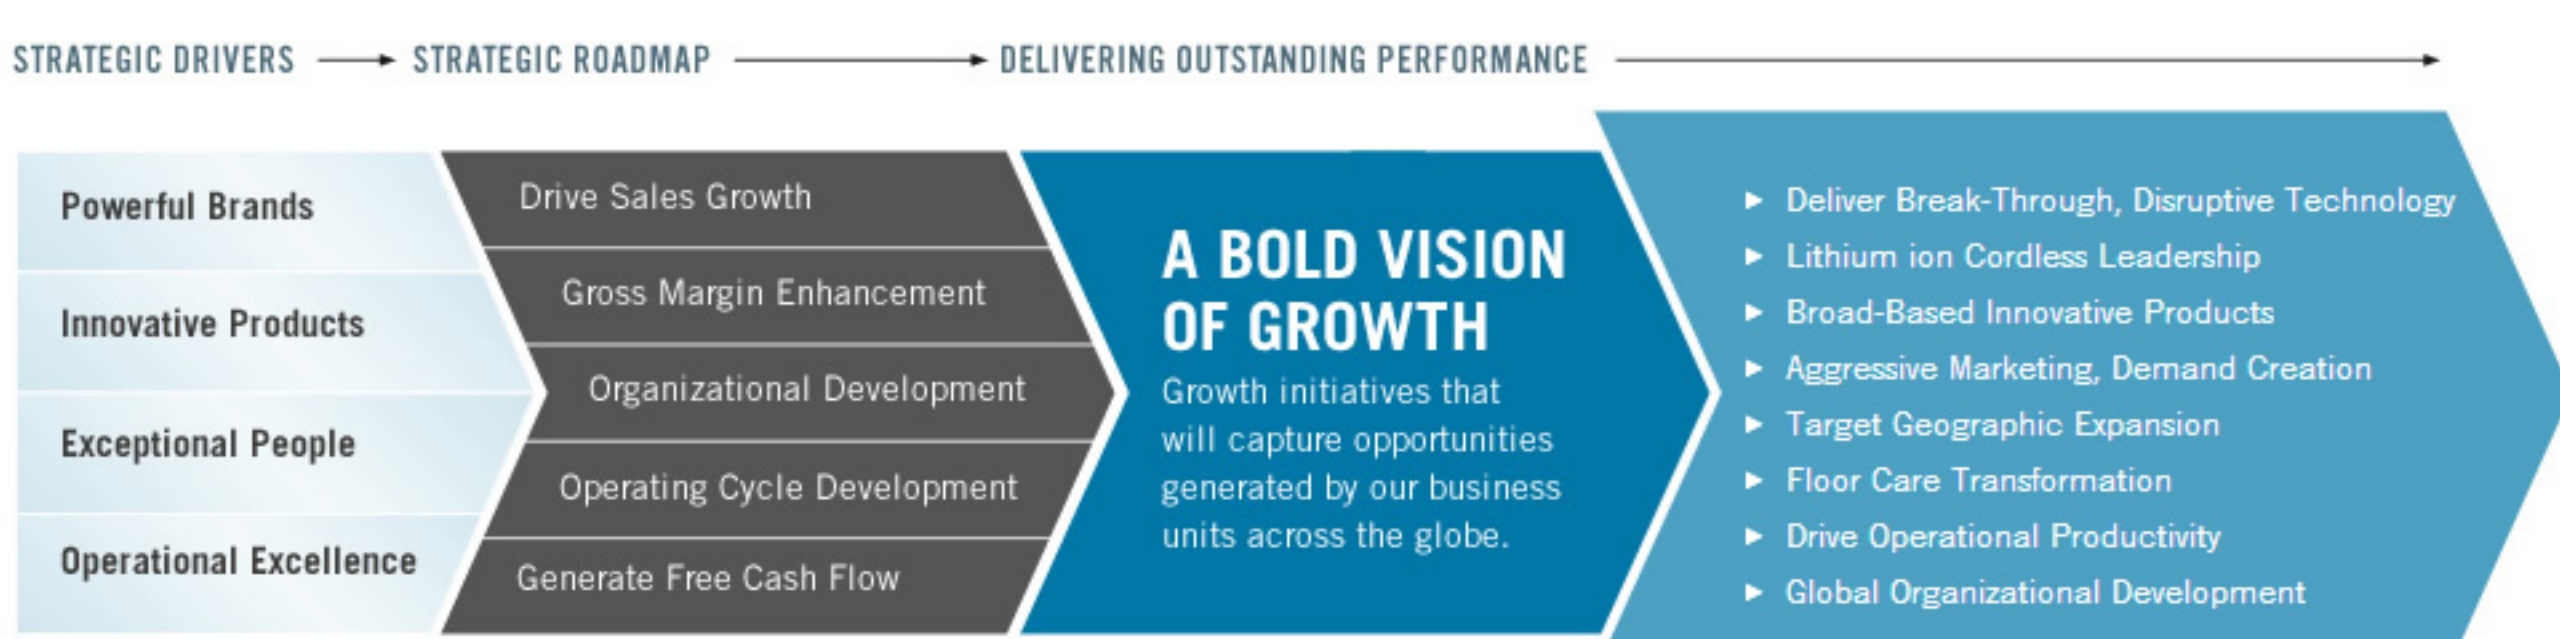 STRATEGIC DRIVERS
STRATEGIC ROADMAP
DELIVERING OUTSTANDING PERFORMANCE
Powerful Brands
Innovative Products
Exceptional People
Operational Excellence
Drive Sales Growth
Gross Margin Enhancement
Organizational Development
Operating Cycle Development
Generate Free Cash Flow
A BOLD VISION
OF GROWTH
Growth initiatives that
will capture opportunities
generated by our business
units across the globe.
Deliver Break-Through, Disruptive Technology
Lithium ion Cordless Leadership
Broad-Based Innovative Products
Aggressive Marketing, Demand Creation
Target Geographic Expansion
Floor Care Transformation
Drive Operational Productivity
Global Organizational Development